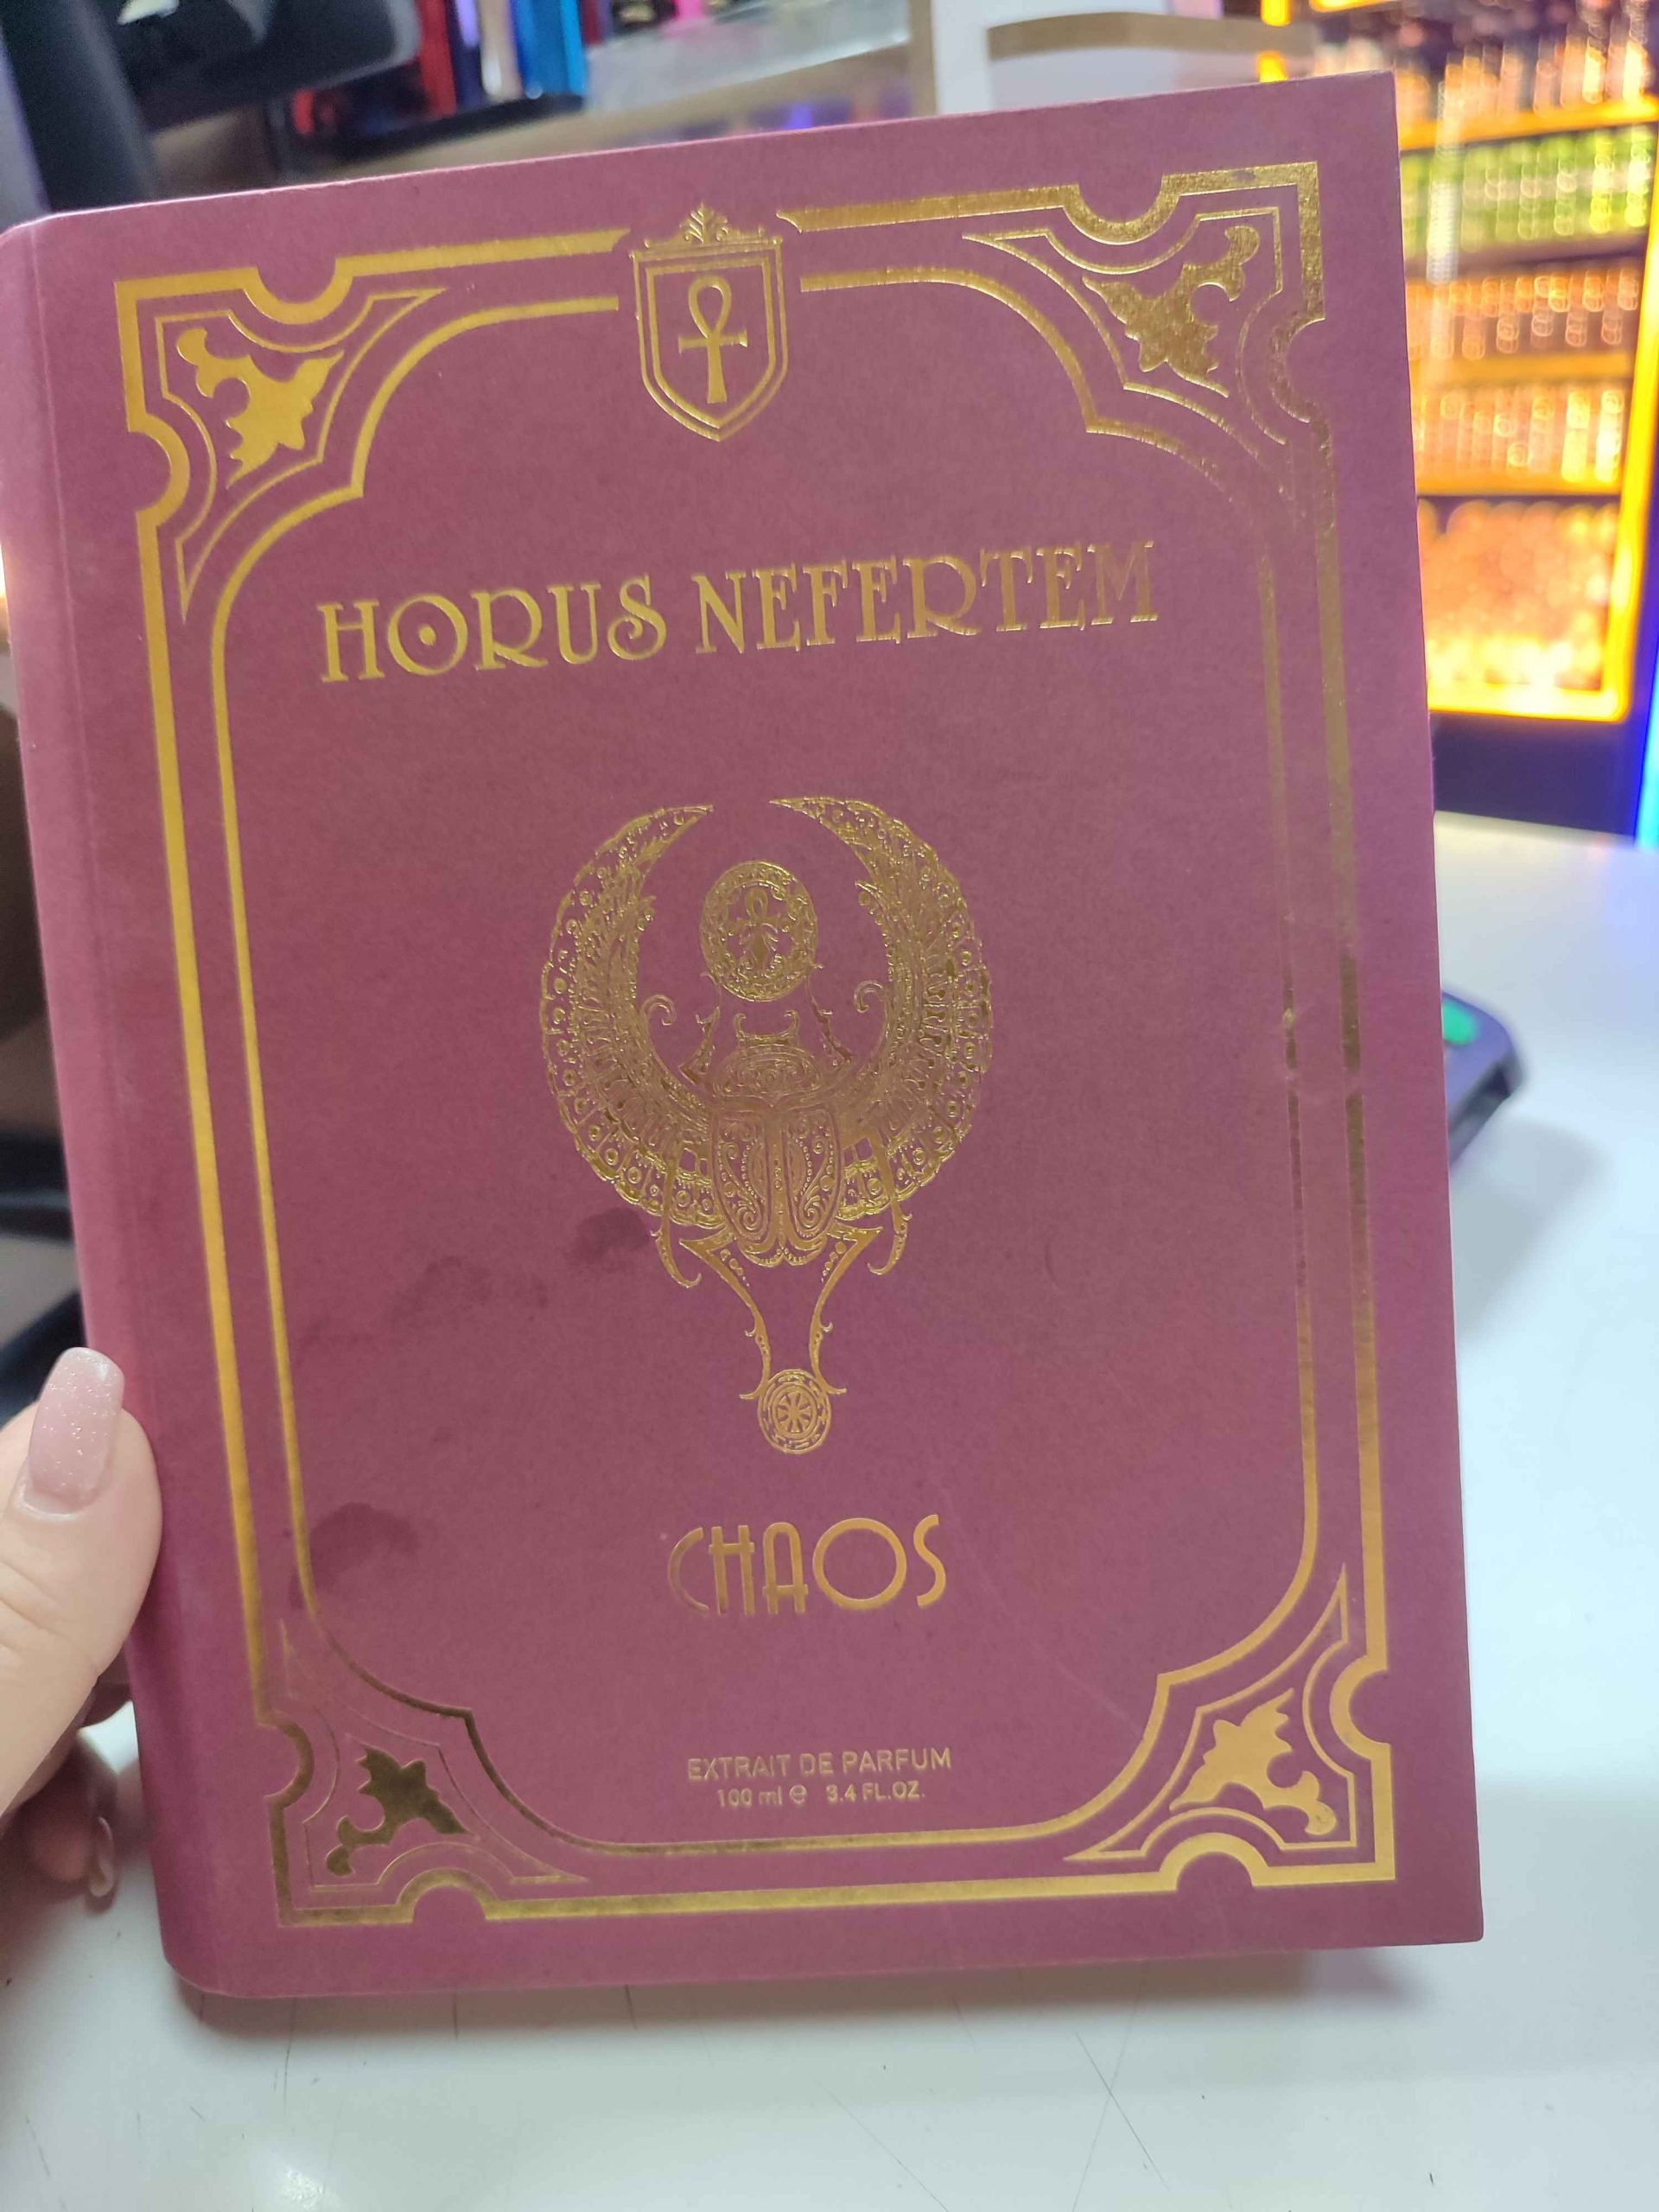 HORUS NEFERTEM
CHAOS
EXTRAIT DE PARFUM
100 ml ℮ 3.4 FL.OZ.